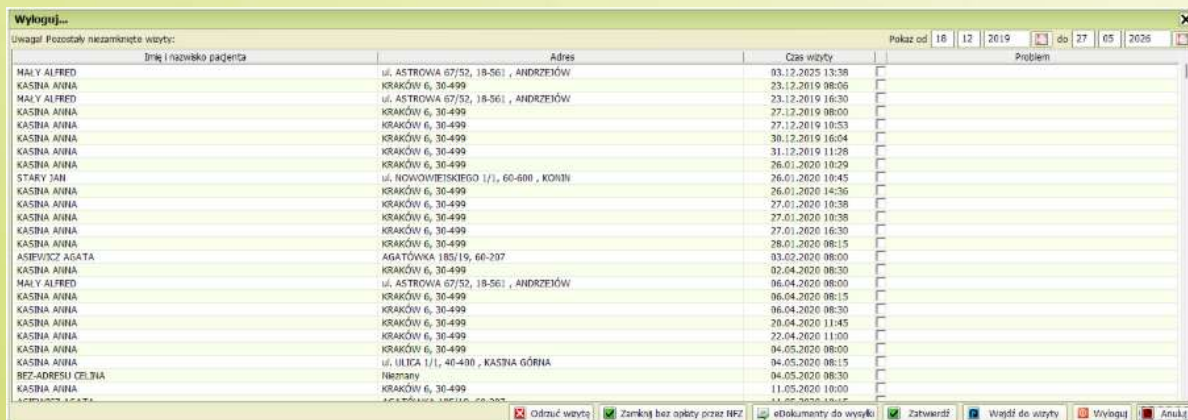 Wyloguj...
Uwaga! Pozostały niezamknięte wizyty: Pokaz od 18 12 2019 do 27 05 2026
Imię i nazwisko pacjenta Adres Czas wizyty Problem
MAŁY ALFRED ul. ASTROWA 67/52, 18-561 , ANDRZEJÓW 03.12.2025 13:38
KASINA ANNA KRAKÓW 6, 30-499 23.12.2019 08:06
MAŁY ALFRED ul. ASTROWA 67/52, 18-561 , ANDRZEJÓW 23.12.2019 16:30
KASINA ANNA KRAKÓW 6, 30-499 27.12.2019 08:00
KASINA ANNA KRAKÓW 6, 30-499 27.12.2019 10:53
KASINA ANNA KRAKÓW 6, 30-499 30.12.2019 16:04
KASINA ANNA KRAKÓW 6, 30-499 31.12.2019 11:28
KASINA ANNA KRAKÓW 6, 30-499 26.01.2020 10:29
STARY JAN ul. NOWOWIEJSKIEGO 1/1, 60-600 , KONIN 26.01.2020 10:45
KASINA ANNA KRAKÓW 6, 30-499 26.01.2020 14:36
KASINA ANNA KRAKÓW 6, 30-499 27.01.2020 10:38
KASINA ANNA KRAKÓW 6, 30-499 27.01.2020 10:38
KASINA ANNA KRAKÓW 6, 30-499 27.01.2020 16:30
KASINA ANNA KRAKÓW 6, 30-499 28.01.2020 08:15
ASIEWICZ AGATA AGATÓWKA 185/19, 60-207 03.02.2020 08:00
KASINA ANNA KRAKÓW 6, 30-499 02.04.2020 08:30
MAŁY ALFRED ul. ASTROWA 67/52, 18-561 , ANDRZEJÓW 06.04.2020 08:00
KASINA ANNA KRAKÓW 6, 30-499 06.04.2020 08:15
KASINA ANNA KRAKÓW 6, 30-499 06.04.2020 08:30
KASINA ANNA KRAKÓW 6, 30-499 20.04.2020 11:45
KASINA ANNA KRAKÓW 6, 30-499 22.04.2020 11:00
KASINA ANNA KRAKÓW 6, 30-499 04.05.2020 08:00
KASINA ANNA ul. ULICA 1/1, 40-400 , KASINA GÓRNA 04.05.2020 08:15
BEZ-ADRESU CELINA Nieznany 04.05.2020 08:30
KASINA ANNA KRAKÓW 6, 30-499 11.05.2020 10:00
Odrzuć wizytę Zamknij bez opłaty przez NFZ eDokumenty do wysyłki Zatwierdź Wejdź do wizyty Wyloguj Anuluj